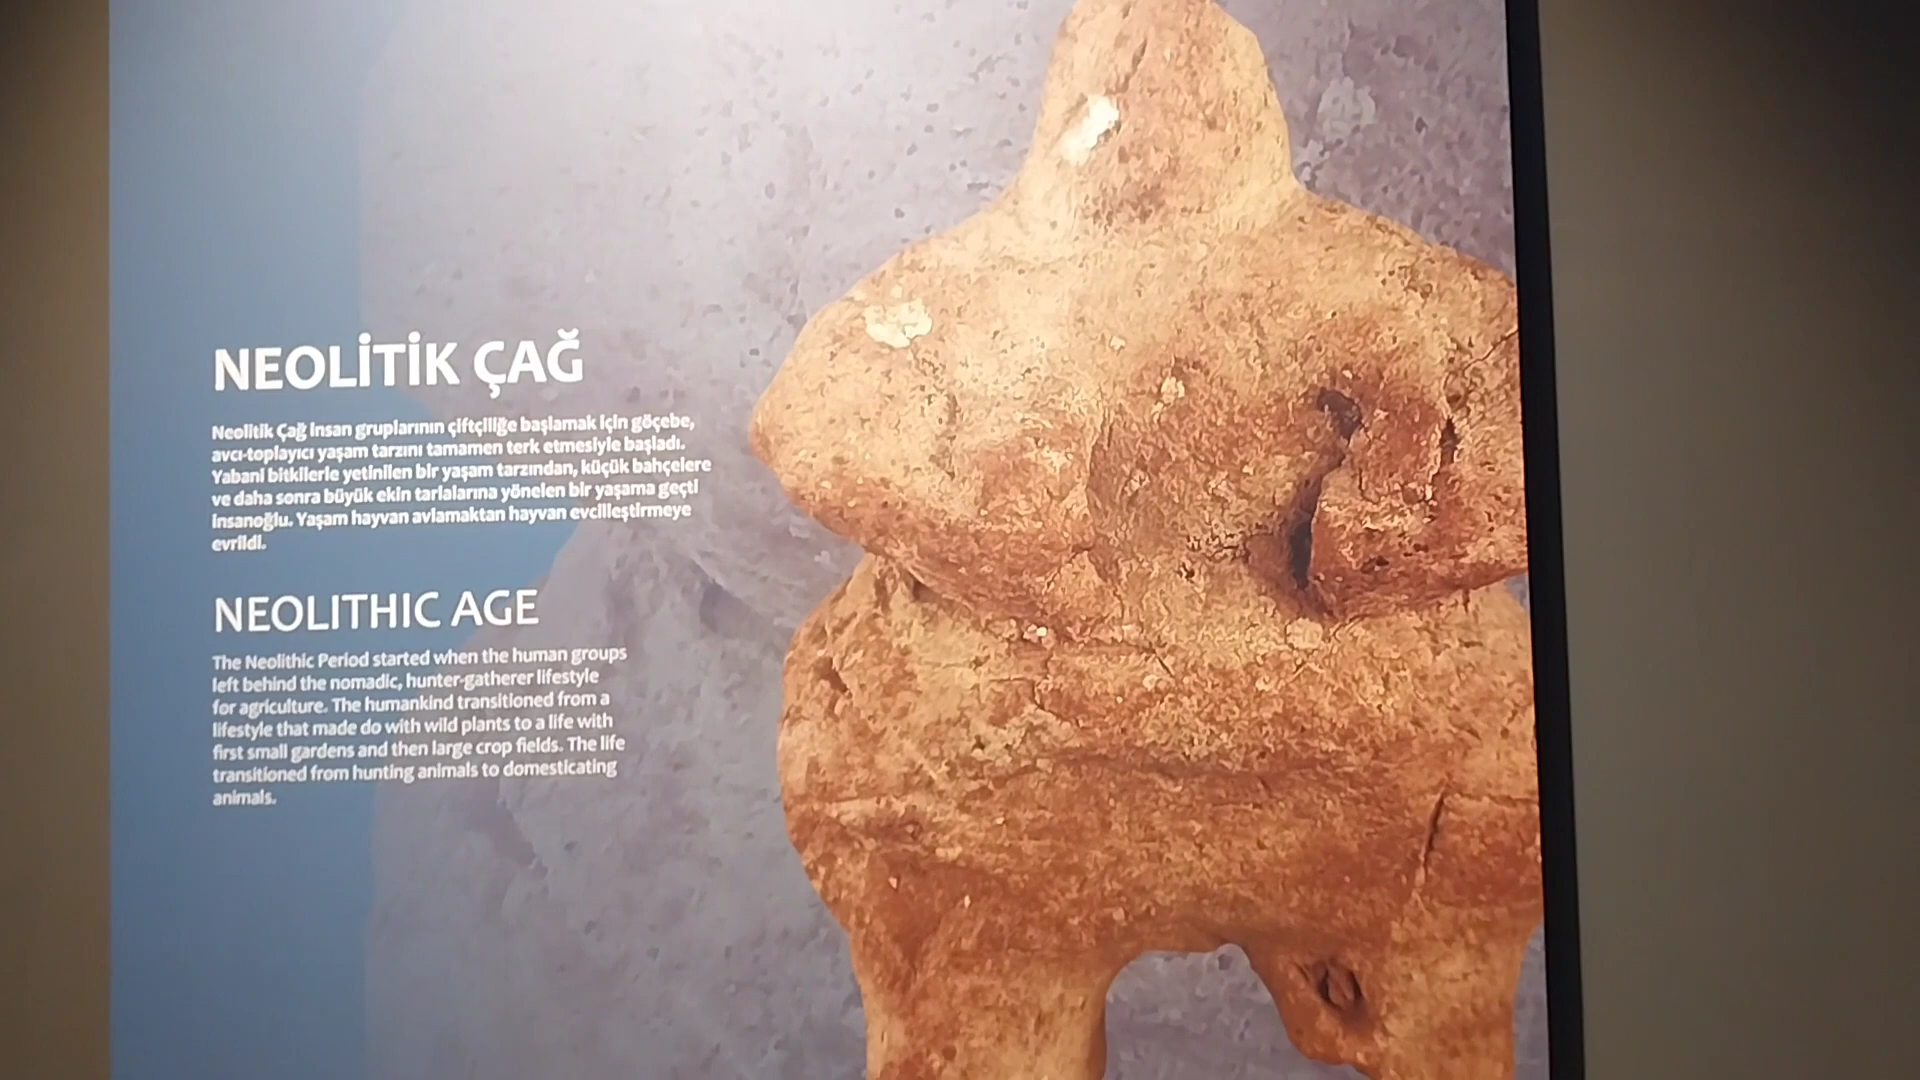 NEOLİTİK ÇAĞ
Neolitik Çağ insan gruplarının çiftçiliğe başlamak için göçebe,
avcı-toplayıcı yaşam tarzını tamamen terk etmesiyle başladı.
Yabani bitkilerle yetinilen bir yaşam tarzından, küçük bahçelere
ve daha sonra büyük ekin tarlalarına yönelen bir yaşama geçti
insanoğlu. Yaşam hayvan avlamaktan hayvan evcilleştirmeye
evrildi.
NEOLITHIC AGE
The Neolithic Period started when the human groups
left behind the nomadic, hunter-gatherer lifestyle
for agriculture. The humankind transitioned from a
lifestyle that made do with wild plants to a life with
first small gardens and then large crop fields. The life
transitioned from hunting animals to domesticating
animals.